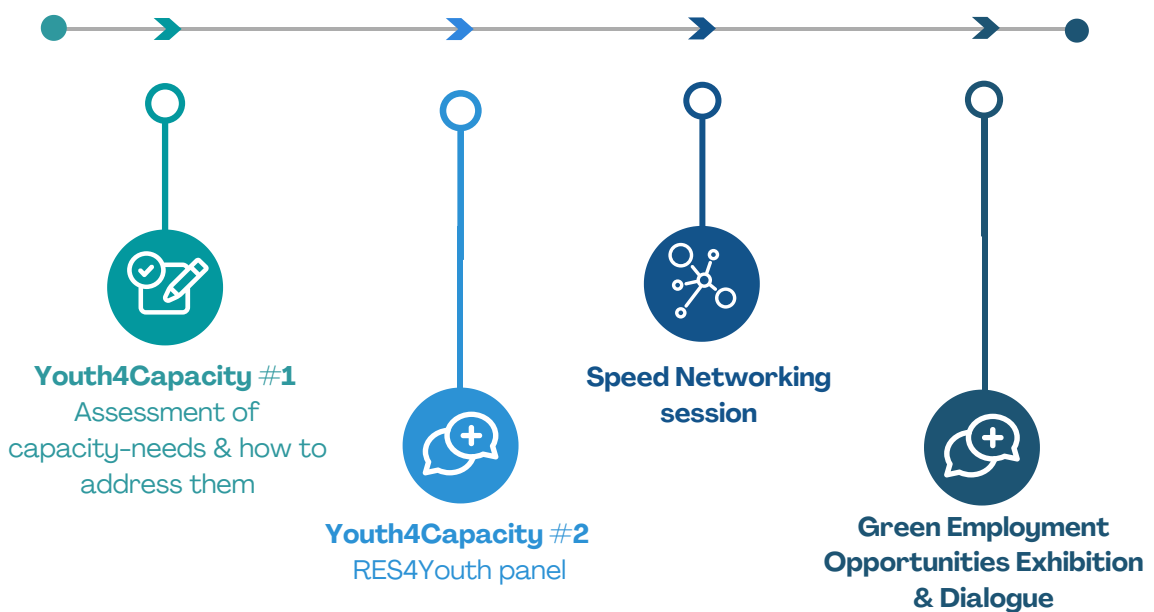 Youth4Capacity #1
Assessment of
capacity-needs & how to
address them
Youth4Capacity #2
RES4Youth panel
Speed Networking
session
Green Employment
Opportunities Exhibition
& Dialogue